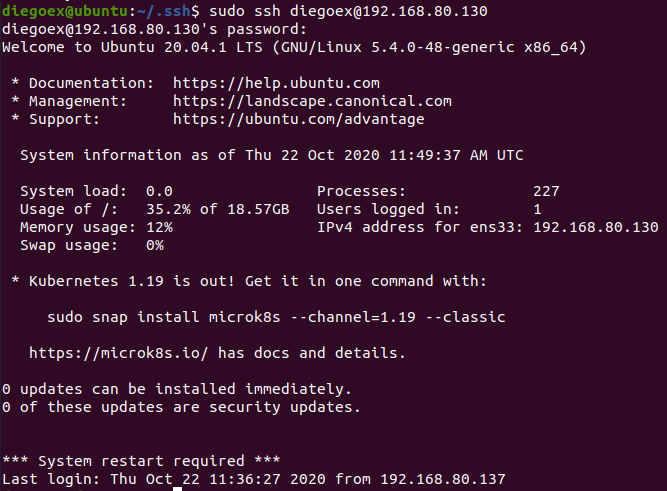 diegoex@ubuntu:~/.ssh$ sudo ssh diegoex@192.168.80.130
diegoex@192.168.80.130's password:
Welcome to Ubuntu 20.04.1 LTS (GNU/Linux 5.4.0-48-generic x86_64)

 * Documentation:  https://help.ubuntu.com
 * Management:     https://landscape.canonical.com
 * Support:        https://ubuntu.com/advantage

  System information as of Thu 22 Oct 2020 11:49:37 AM UTC

  System load:  0.0                Processes:              227
  Usage of /:   35.2% of 18.57GB   Users logged in:        1
  Memory usage: 12%                IPv4 address for ens33: 192.168.80.130
  Swap usage:   0%

 * Kubernetes 1.19 is out! Get it in one command with:

     sudo snap install microk8s --channel=1.19 --classic

   https://microk8s.io/ has docs and details.

0 updates can be installed immediately.
0 of these updates are security updates.


*** System restart required ***
Last login: Thu Oct 22 11:36:27 2020 from 192.168.80.137